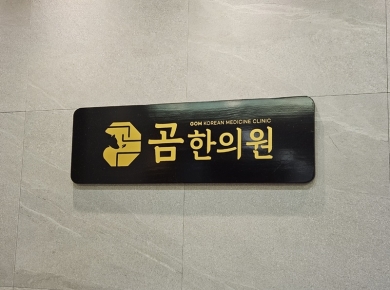 GOM KOREAN MEDICINE CLINIC
곰한의원